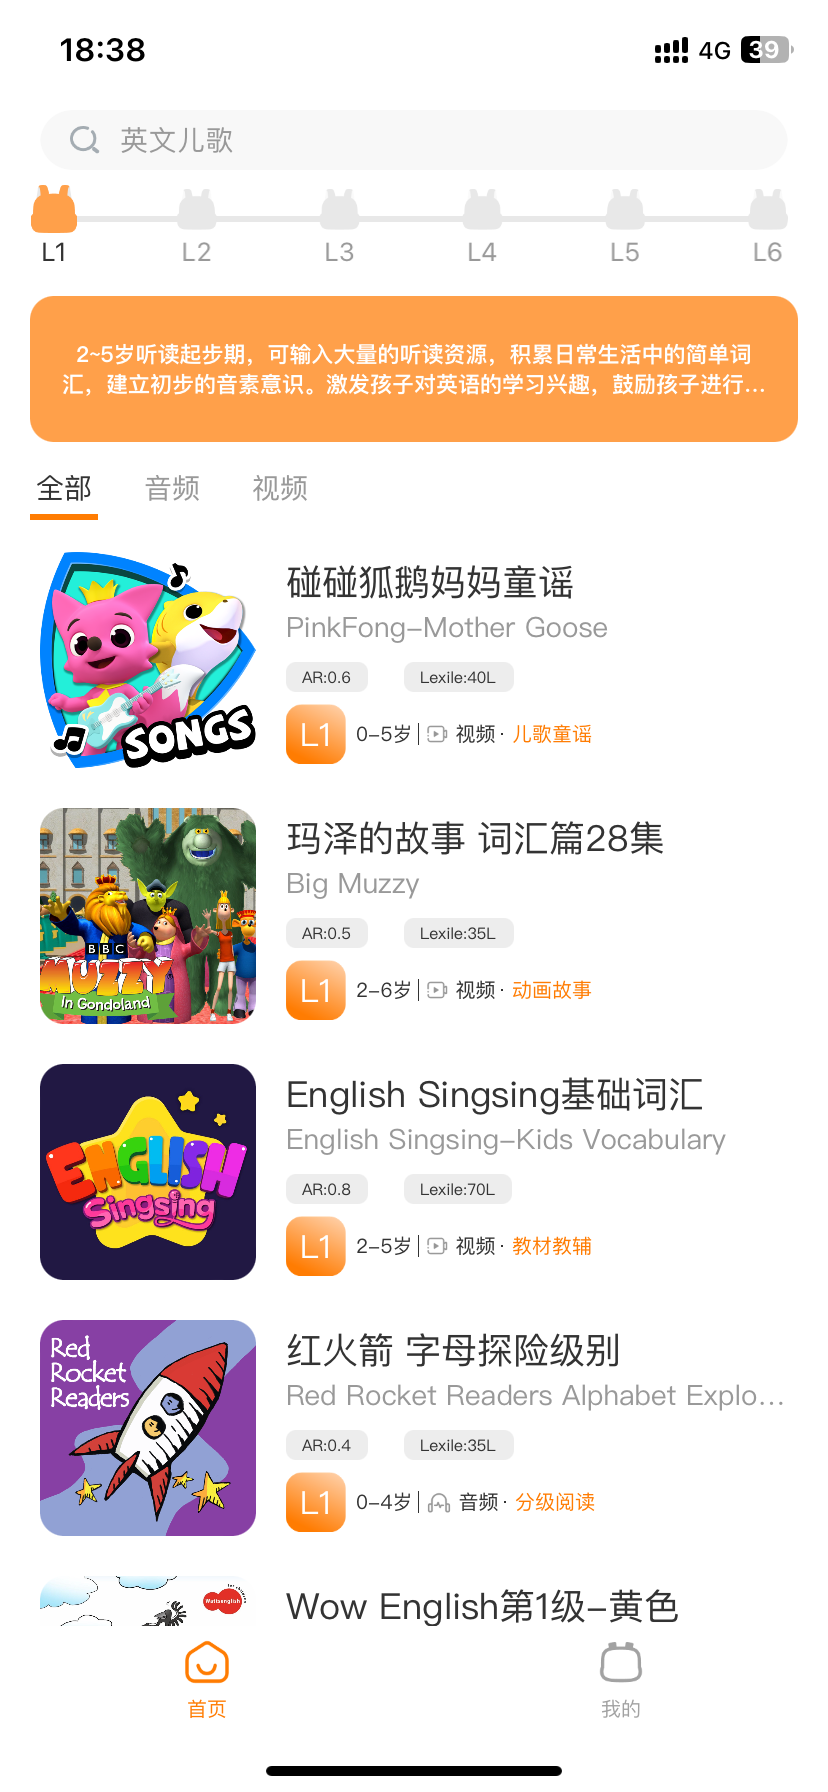 18:38
4G 39
英文儿歌
L1 L2 L3 L4 L5 L6
2~5岁听读起步期，可输入大量的听读资源，积累日常生活中的简单词
汇，建立初步的音素意识。激发孩子对英语的学习兴趣，鼓励孩子进行...
全部 音频 视频
SONGS
碰碰狐鹅妈妈童谣
PinkFong-Mother Goose
AR:0.6 Lexile:40L
L1 0-5岁 | 视频 · 儿歌童谣
BBC
MUZZY
In Gondoland
玛泽的故事 词汇篇28集
Big Muzzy
AR:0.5 Lexile:35L
L1 2-6岁 | 视频 · 动画故事
ENGLISH
Singsing
English Singsing基础词汇
English Singsing-Kids Vocabulary
AR:0.8 Lexile:70L
L1 2-5岁 | 视频 · 教材教辅
Red
Rocket
Readers
红火箭 字母探险级别
Red Rocket Readers Alphabet Explo...
AR:0.4 Lexile:35L
L1 0-4岁 | 音频 · 分级阅读
Wow English第1级-黄色
首页 我的